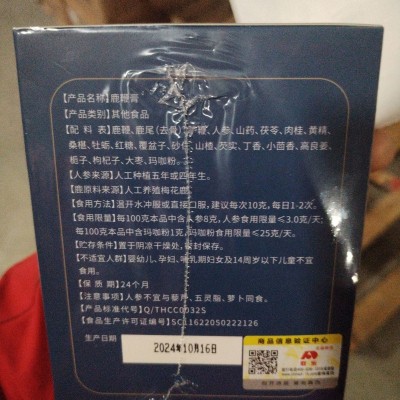 【产品名称】鹿鞭膏
【产品类别】其他食品
【配 料 表】鹿鞭、鹿尾（去骨）、人参、山药、茯苓、肉桂、黄精、
桑椹、牡蛎、红糖、覆盆子、砂仁、山楂、芡实、丁香、小茴香、高良姜、
栀子、枸杞子、大枣、玛咖粉。
【人参来源】人工种植五年或四年生。
【鹿原料来源】人工养殖梅花鹿。
【食用方法】温开水冲服或直接口服，建议每次10克，每日1-2次。
【食用限量】每100克本品中含人参8克，人参食用限量≤3.0克/天；
每100克本品中含玛咖粉1克，玛咖粉食用限量≤25克/天。
【贮存条件】置于阴凉干燥处，密封保存。
【不适宜人群】婴幼儿、孕妇、哺乳期妇女及14周岁以下儿童不宜
食用。
【保 质 期】24个月
【注意事项】人参不宜与藜芦、五灵脂、萝卜同食。
【产品标准代号】Q/THCC0032S
【食品生产许可证编号】SC11622050222126
生产日期
2024年10月16日
商品信息验证中心